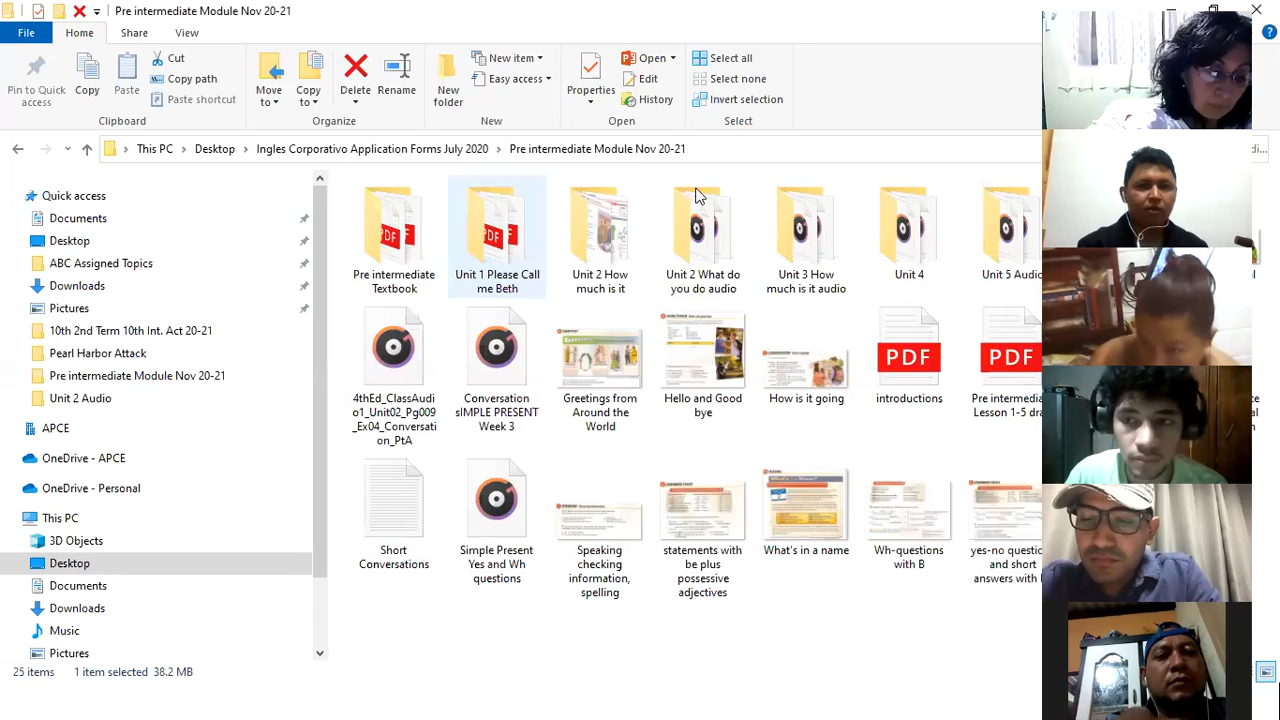 Pre intermediate Module Nov 20-21
File
Home
Share
View
Pin to Quick
access
Copy
Paste
Cut
Copy path
Paste shortcut
Clipboard
Move
to
Copy
to
Delete
Rename
Organize
New
folder
New item
Easy access
New
Properties
Open
Edit
History
Open
Select all
Select none
Invert selection
Select
This PC
Desktop
Ingles Corporativo Application Forms July 2020
Pre intermediate Module Nov 20-21
Quick access
Documents
Desktop
ABC Assigned Topics
Downloads
Pictures
10th 2nd Term 10th Int. Act 20-21
Pearl Harbor Attack
Pre intermediate Module Nov 20-21
Unit 2 Audio
APCE
OneDrive - APCE
OneDrive - Personal
This PC
3D Objects
Desktop
Documents
Downloads
Music
Pictures
Pre intermediate
Textbook
Unit 1 Please Call
me Beth
Unit 2 How
much is it
Unit 2 What do
you do audio
Unit 3 How
much is it audio
Unit 4
Unit 5 Audio
4thEd_ClassAudi
o1_Unit02_Pg009
_Ex04_Conversati
on_PtA
Conversation
sIMPLE PRESENT
Week 3
Greetings from
Around the
World
Hello and Good
bye
How is it going
PDF
introductions
PDF
Pre interme
Lesson 1-5 dr
Short
Conversations
Simple Present
Yes and Wh
questions
Speaking
checking
information,
spelling
statements with
be plus
possessive
adjectives
What's in a name
Wh-questions
with B
yes-no questio
and short
answers with
25 items
1 item selected 38.2 MB